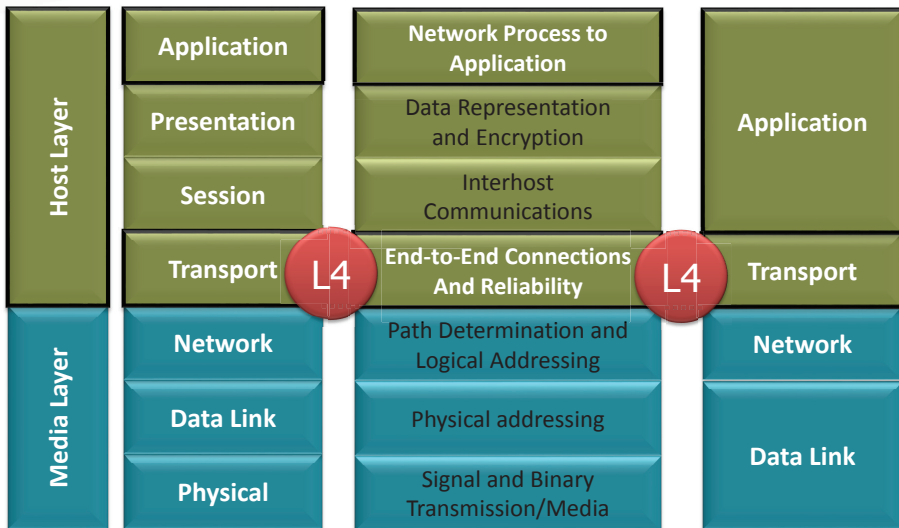 Host Layer
Media Layer
Application
Presentation
Session
Transport
Network
Data Link
Physical
Network Process to
Application
Data Representation
and Encryption
Interhost
Communications
End-to-End Connections
And Reliability
Path Determination and
Logical Addressing
Physical addressing
Signal and Binary
Transmission/Media
L4
L4
Application
Transport
Network
Data Link